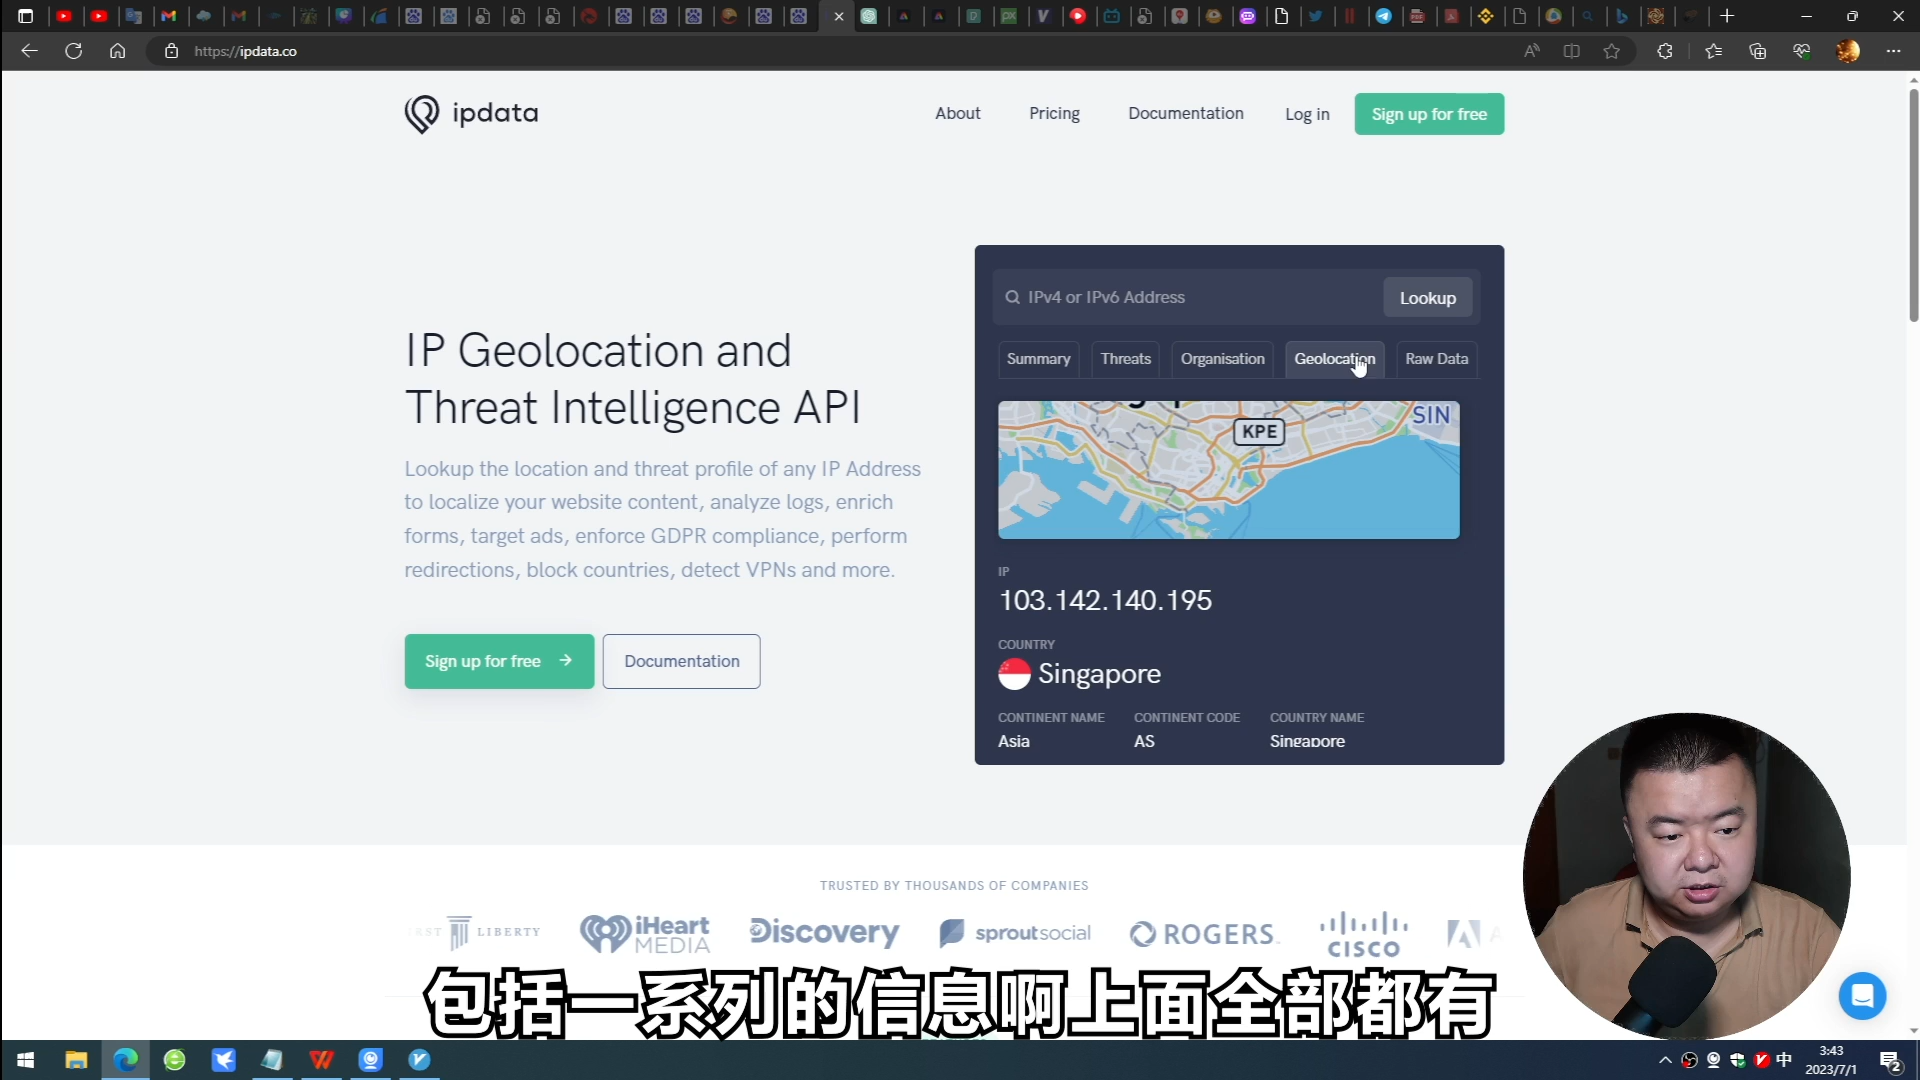 https://ipdata.co
ipdata
About
Pricing
Documentation
Log in
Sign up for free
IPv4 or IPv6 Address
Lookup
Summary
Threats
Organisation
Geolocation
Raw Data
IP Geolocation and
Threat Intelligence API
KPE
SIN
Lookup the location and threat profile of any IP Address
to localize your website content, analyze logs, enrich
forms, target ads, enforce GDPR compliance, perform
redirections, block countries, detect VPNs and more.
IP
103.142.140.195
COUNTRY
Singapore
Sign up for free
Documentation
CONTINENT NAME
CONTINENT CODE
COUNTRY NAME
Asia
AS
Singapore
TRUSTED BY THOUSANDS OF COMPANIES
LIBERTY
iHeart
MEDIA
Discovery
sproutsocial
ROGERS
CISCO
包括一系列的信息啊上面全部都有
中
3:43
2023/7/1
2